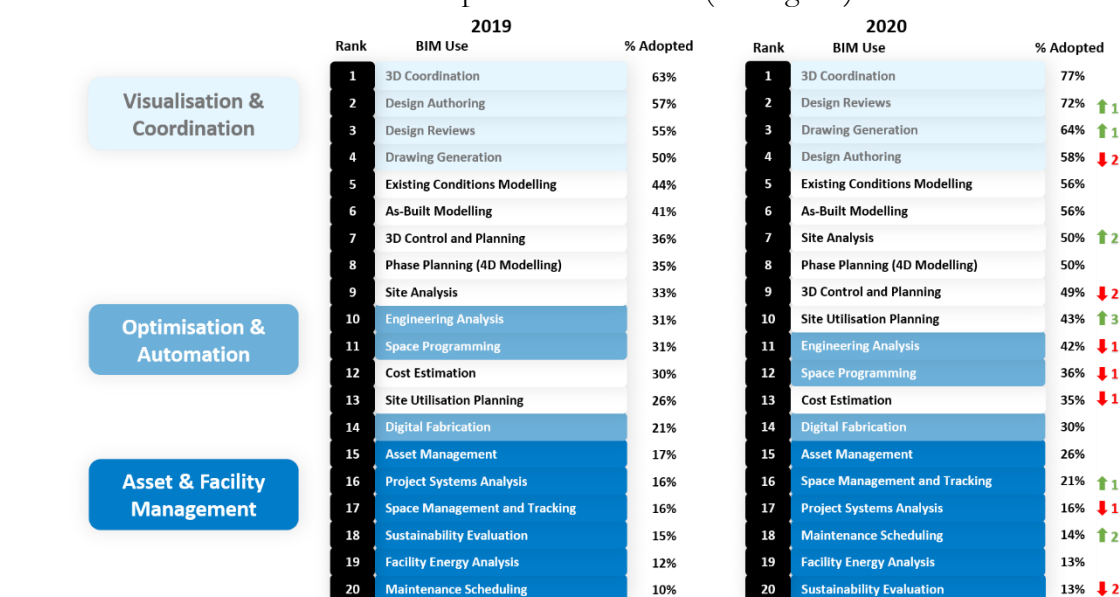 2019
Rank BIM Use % Adopted
1 3D Coordination 63%
2 Design Authoring 57%
3 Design Reviews 55%
4 Drawing Generation 50%
5 Existing Conditions Modelling 44%
6 As-Built Modelling 41%
7 3D Control and Planning 36%
8 Phase Planning (4D Modelling) 35%
9 Site Analysis 33%
10 Engineering Analysis 31%
11 Space Programming 31%
12 Cost Estimation 30%
13 Site Utilisation Planning 26%
14 Digital Fabrication 21%
15 Asset Management 17%
16 Project Systems Analysis 16%
17 Space Management and Tracking 16%
18 Sustainability Evaluation 15%
19 Facility Energy Analysis 12%
20 Maintenance Scheduling 10%
2020
Rank BIM Use % Adopted
1 3D Coordination 77%
2 Design Reviews 72% 1
3 Drawing Generation 64% 1
4 Design Authoring 58% 2
5 Existing Conditions Modelling 56%
6 As-Built Modelling 56%
7 Site Analysis 50% 2
8 Phase Planning (4D Modelling) 50%
9 3D Control and Planning 49% 2
10 Site Utilisation Planning 43% 3
11 Engineering Analysis 42% 1
12 Space Programming 36% 1
13 Cost Estimation 35% 1
14 Digital Fabrication 30%
15 Asset Management 26%
16 Space Management and Tracking 21% 1
17 Project Systems Analysis 16% 1
18 Maintenance Scheduling 14% 2
19 Facility Energy Analysis 13%
20 Sustainability Evaluation 13% 2
Visualisation &
Coordination
Optimisation &
Automation
Asset & Facility
Management